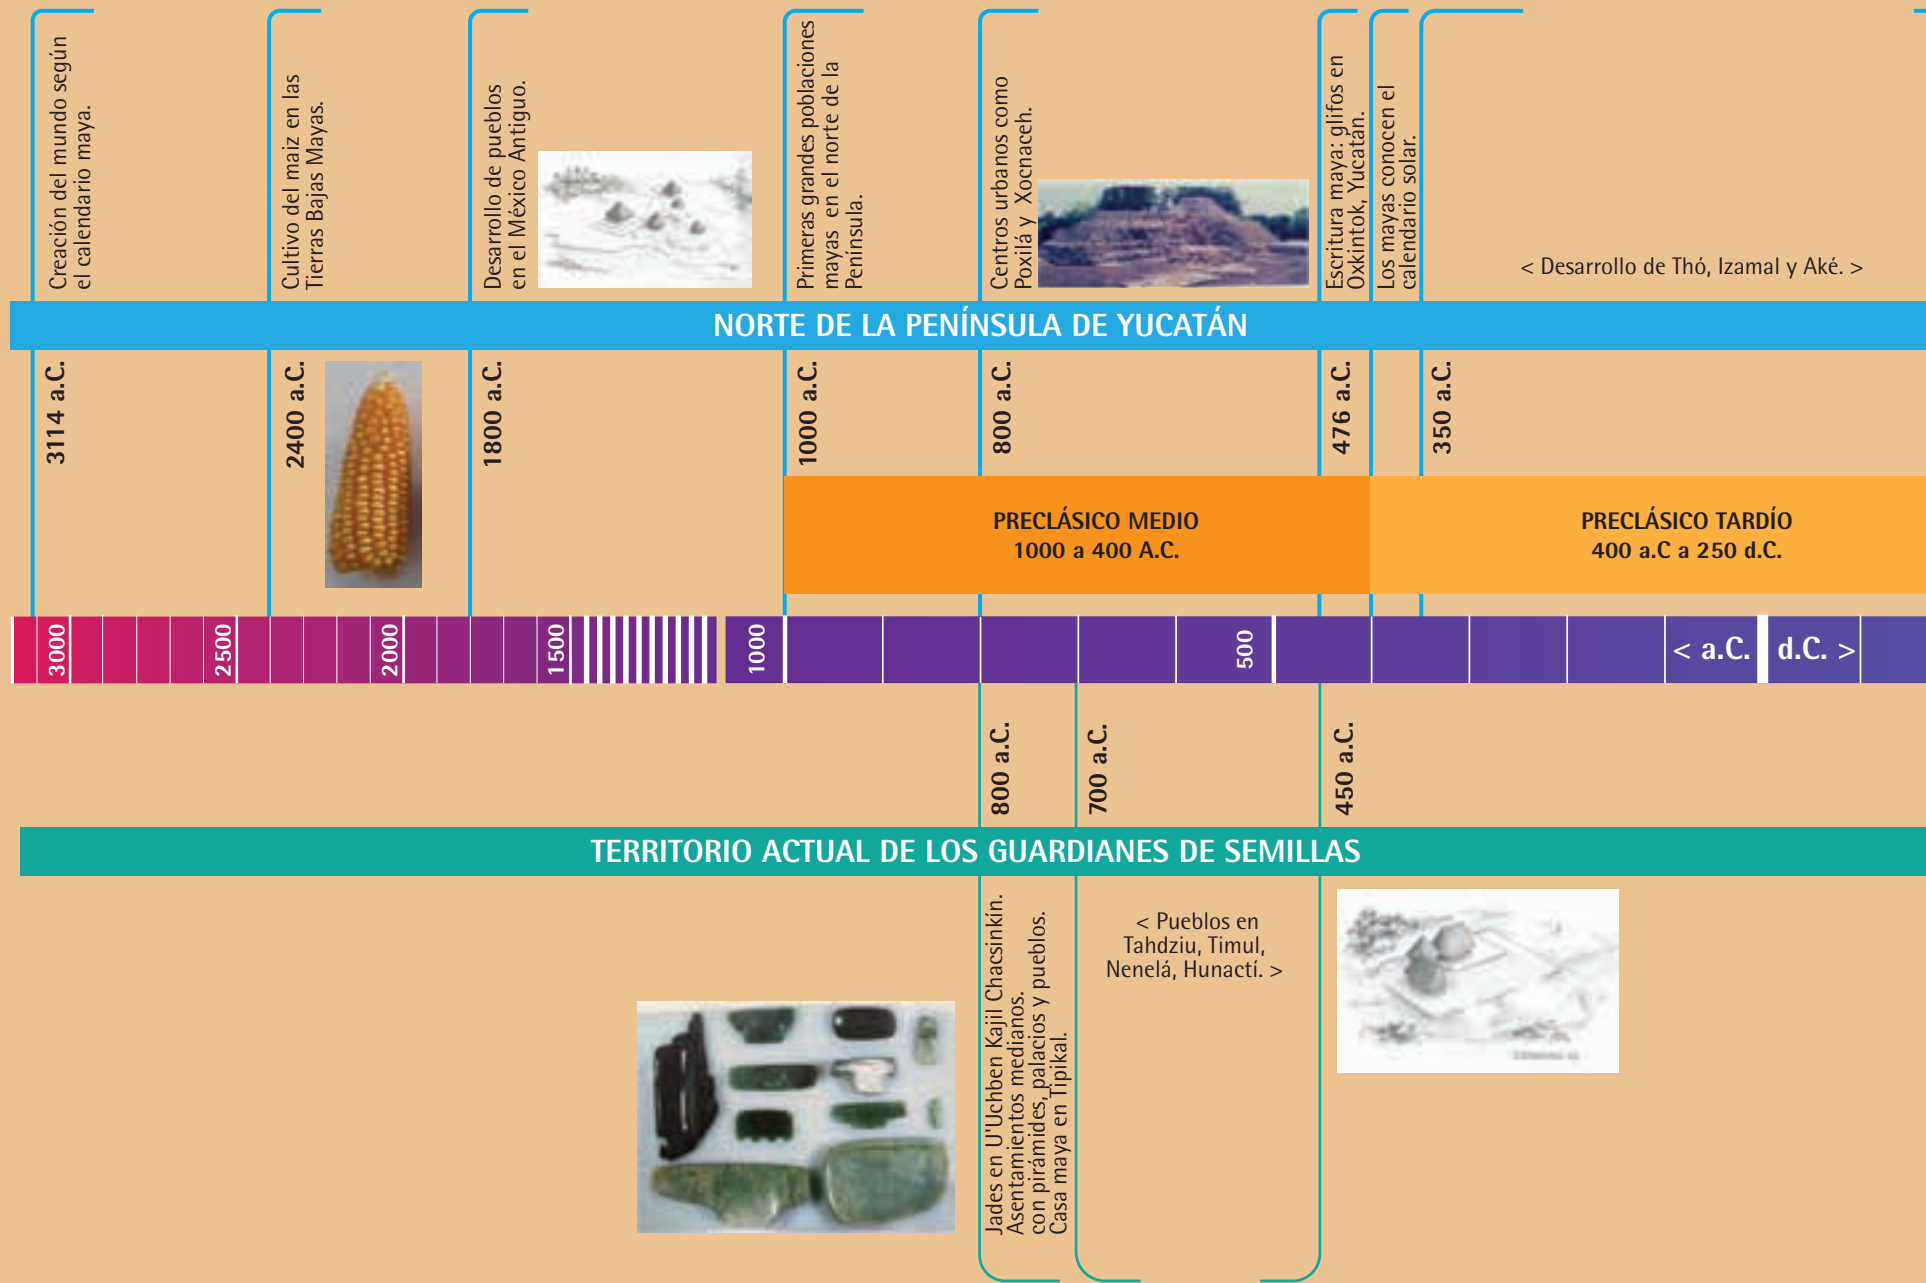 Creación del mundo según
el calendario maya.
Cultivo del maiz en las
Tierras Bajas Mayas.
Desarrollo de pueblos
en el México Antiguo.
Primeras grandes poblaciones
mayas en el norte de la
Península.
Centros urbanos como
Poxilá y Xocnaceh.
Escritura maya: glifos en
Oxkintok, Yucatán.
Los mayas conocen el
calendario solar.
< Desarrollo de Thó, Izamal y Aké. >
NORTE DE LA PENÍNSULA DE YUCATÁN
3114 a.C.
2400 a.C.
1800 a.C.
1000 a.C.
800 a.C.
476 a.C.
350 a.C.
PRECLÁSICO MEDIO
1000 a 400 A.C.
PRECLÁSICO TARDÍO
400 a.C a 250 d.C.
3000
2500
2000
1500
1000
500
< a.C.
d.C. >
800 a.C.
700 a.C.
450 a.C.
TERRITORIO ACTUAL DE LOS GUARDIANES DE SEMILLAS
Jades en U'Uchben Kajil Chacsinkín.
Asentamientos medianos.
con pirámides, palacios y pueblos.
Casa maya en Tipikal.
< Pueblos en
Tahdziu, Timul,
Nenelá, Hunactí. >